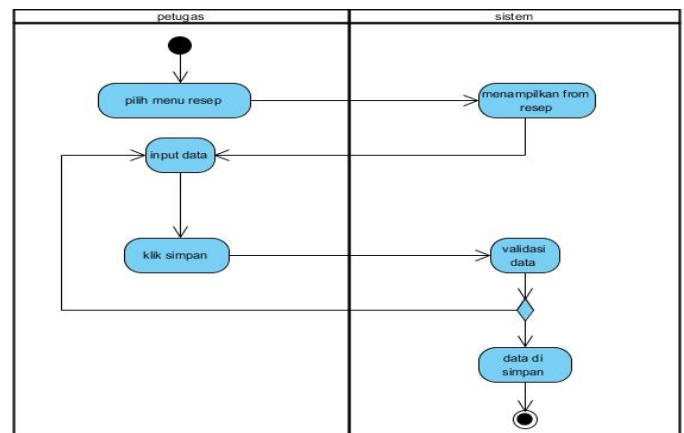 petugas
sistem
pilih menu resep
menampilkan from
resep
input data
klik simpan
validasi
data
data di
simpan